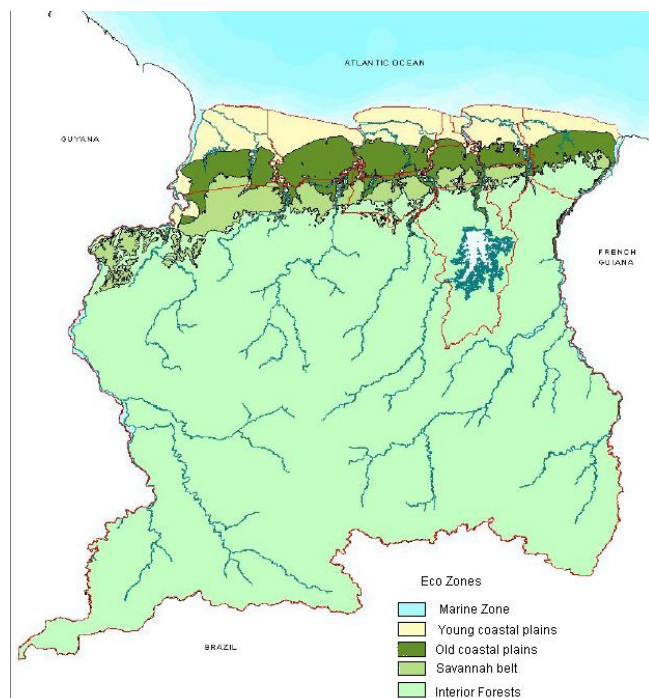 ATLANTIC OCEAN
GUYANA
FRENCH
GUIANA
BRAZIL
Eco Zones
Marine Zone
Young coastal plains
Old coastal plains
Savannah belt
Interior Forests